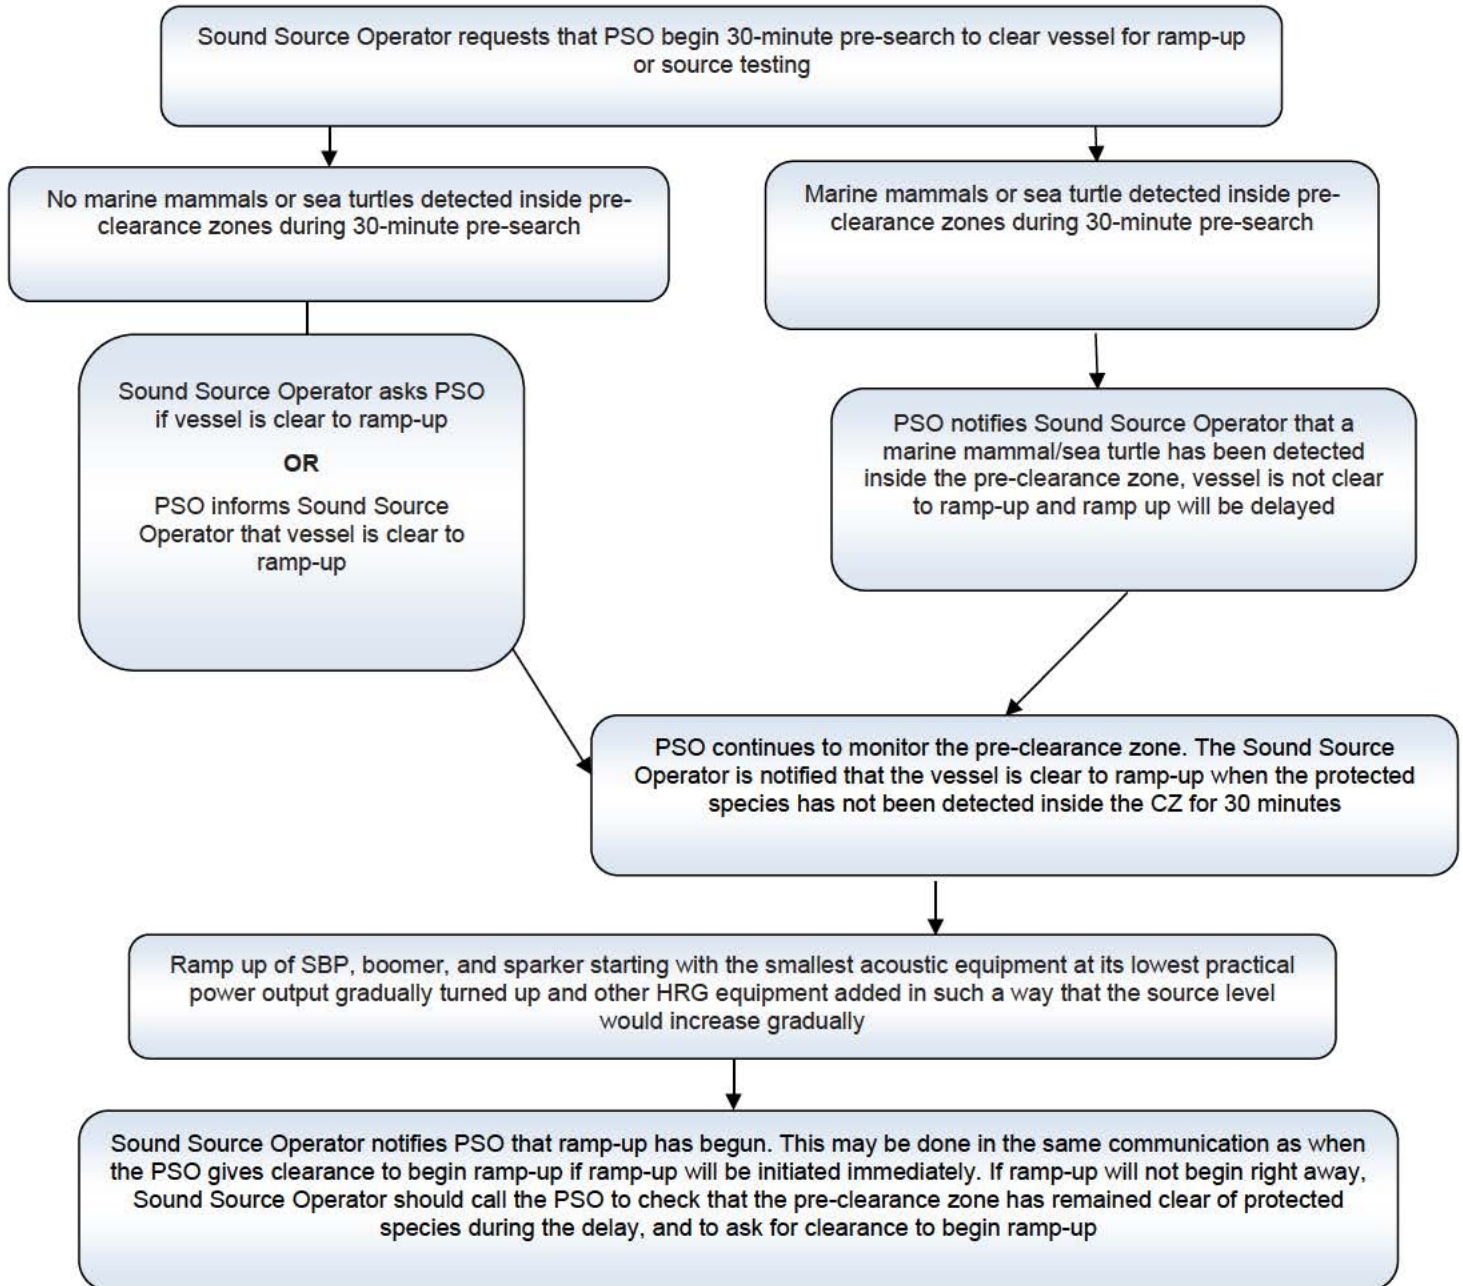 Sound Source Operator requests that PSO begin 30-minute pre-search to clear vessel for ramp-up
or source testing
No marine mammals or sea turtles detected inside pre-
clearance zones during 30-minute pre-search
Marine mammals or sea turtle detected inside pre-
clearance zones during 30-minute pre-search
Sound Source Operator asks PSO
if vessel is clear to ramp-up
OR
PSO informs Sound Source
Operator that vessel is clear to
ramp-up
PSO notifies Sound Source Operator that a
marine mammal/sea turtle has been detected
inside the pre-clearance zone, vessel is not clear
to ramp-up and ramp up will be delayed
PSO continues to monitor the pre-clearance zone. The Sound Source
Operator is notified that the vessel is clear to ramp-up when the protected
species has not been detected inside the CZ for 30 minutes
Ramp up of SBP, boomer, and sparker starting with the smallest acoustic equipment at its lowest practical
power output gradually turned up and other HRG equipment added in such a way that the source level
would increase gradually
Sound Source Operator notifies PSO that ramp-up has begun. This may be done in the same communication as when
the PSO gives clearance to begin ramp-up if ramp-up will be initiated immediately. If ramp-up will not begin right away,
Sound Source Operator should call the PSO to check that the pre-clearance zone has remained clear of protected
species during the delay, and to ask for clearance to begin ramp-up